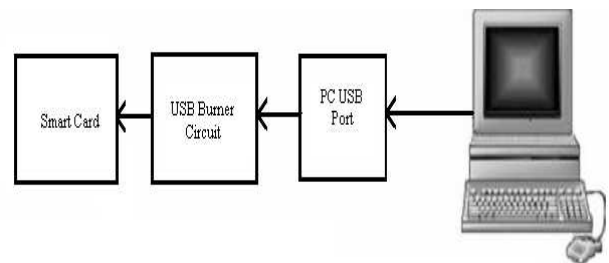 Smart Card
USB Burner
Circuit
PC USB
Port